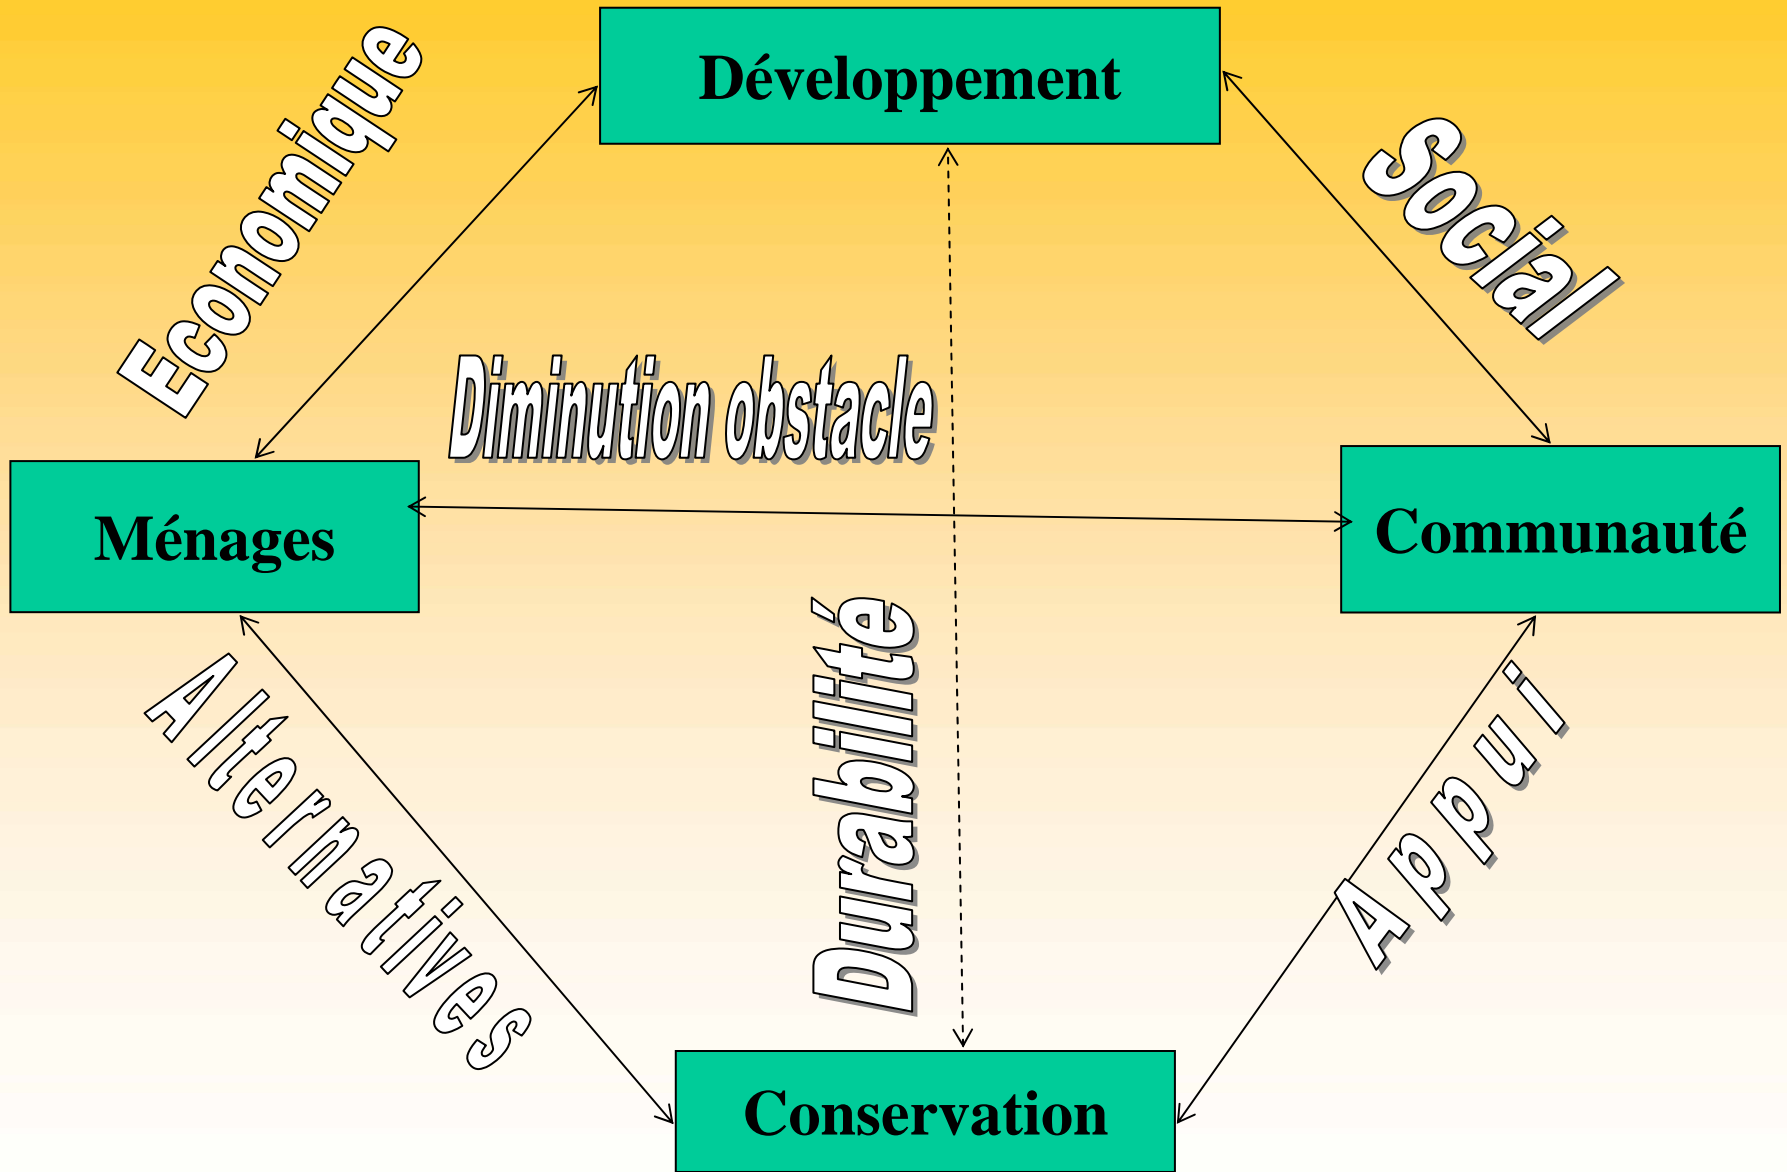 Développement
Economique
Social
Diminution obstacle
Ménages
Communauté
Durabilité
Alternatives
Appui
Conservation